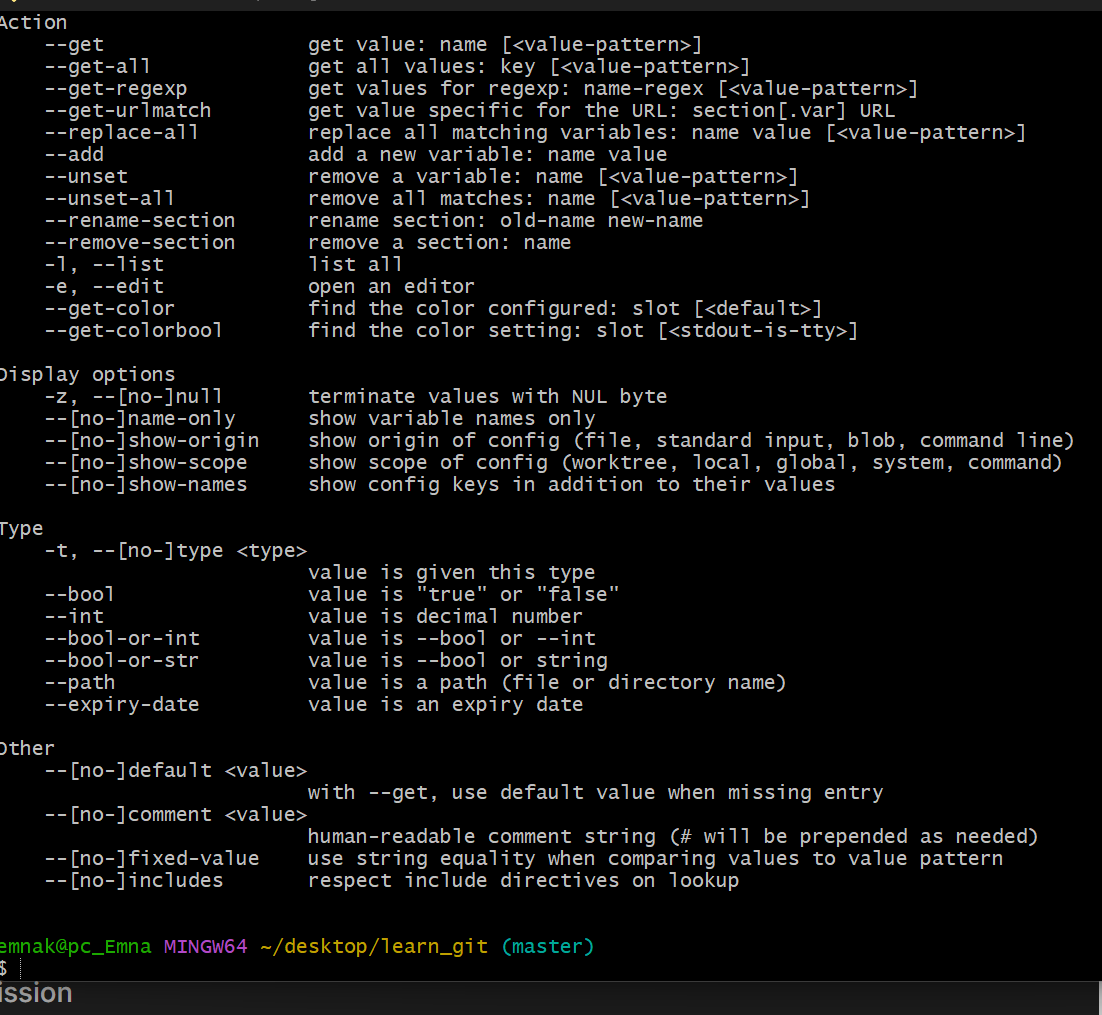 Action
    --get                 get value: name [<value-pattern>]
    --get-all             get all values: key [<value-pattern>]
    --get-regexp          get values for regexp: name-regex [<value-pattern>]
    --get-urlmatch        get value specific for the URL: section[.var] URL
    --replace-all         replace all matching variables: name value [<value-pattern>]
    --add                 add a new variable: name value
    --unset               remove a variable: name [<value-pattern>]
    --unset-all           remove all matches: name [<value-pattern>]
    --rename-section      rename section: old-name new-name
    --remove-section      remove a section: name
    -l, --list            list all
    -e, --edit            open an editor
    --get-color           find the color configured: slot [<default>]
    --get-colorbool       find the color setting: slot [<stdout-is-tty>]

Display options
    -z, --[no-]null       terminate values with NUL byte
    --[no-]name-only      show variable names only
    --[no-]show-origin    show origin of config (file, standard input, blob, command line)
    --[no-]show-scope     show scope of config (worktree, local, global, system, command)
    --[no-]show-names     show config keys in addition to their values

Type
    -t, --[no-]type <type>
                          value is given this type
    --bool                value is "true" or "false"
    --int                 value is decimal number
    --bool-or-int         value is --bool or --int
    --bool-or-str         value is --bool or string
    --path                value is a path (file or directory name)
    --expiry-date         value is an expiry date

Other
    --[no-]default <value>
                          with --get, use default value when missing entry
    --[no-]comment <value>
                          human-readable comment string (# will be prepended as needed)
    --[no-]fixed-value    use string equality when comparing values to value pattern
    --[no-]includes       respect include directives on lookup

emnak@pc_Emna MINGW64 ~/desktop/learn_git (master)
$
ission